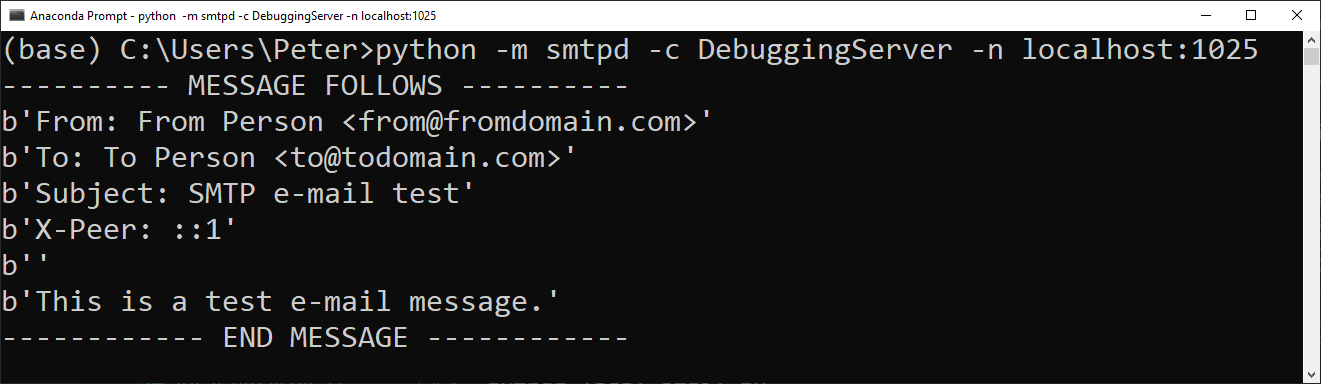 Anaconda Prompt - python  -m smtpd -c DebuggingServer -n localhost:1025
(base) C:\Users\Peter>python -m smtpd -c DebuggingServer -n localhost:1025
---------- MESSAGE FOLLOWS ----------
b'From: From Person <from@fromdomain.com>'
b'To: To Person <to@todomain.com>'
b'Subject: SMTP e-mail test'
b'X-Peer: ::1'
b''
b'This is a test e-mail message.'
------------ END MESSAGE ------------